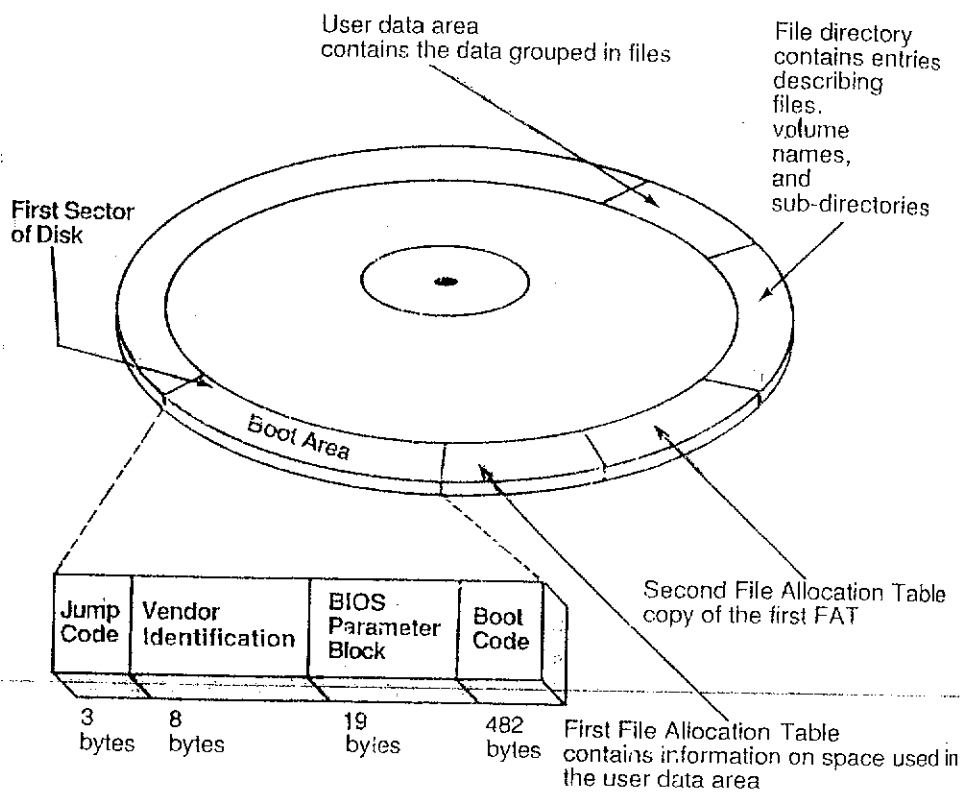 User data area
contains the data grouped in files
File directory
contains entries
describing
files.
volume
names,
and
sub-directories
First Sector
of Disk
Boot Area
Jump
Code
Vendor
Identification
BIOS
Parameter
Block
Boot
Code
3
bytes
8
bytes
19
bytes
482
bytes
Second File Allocation Table
copy of the first FAT
First File Allocation Table
contains information on space used in
the user data area